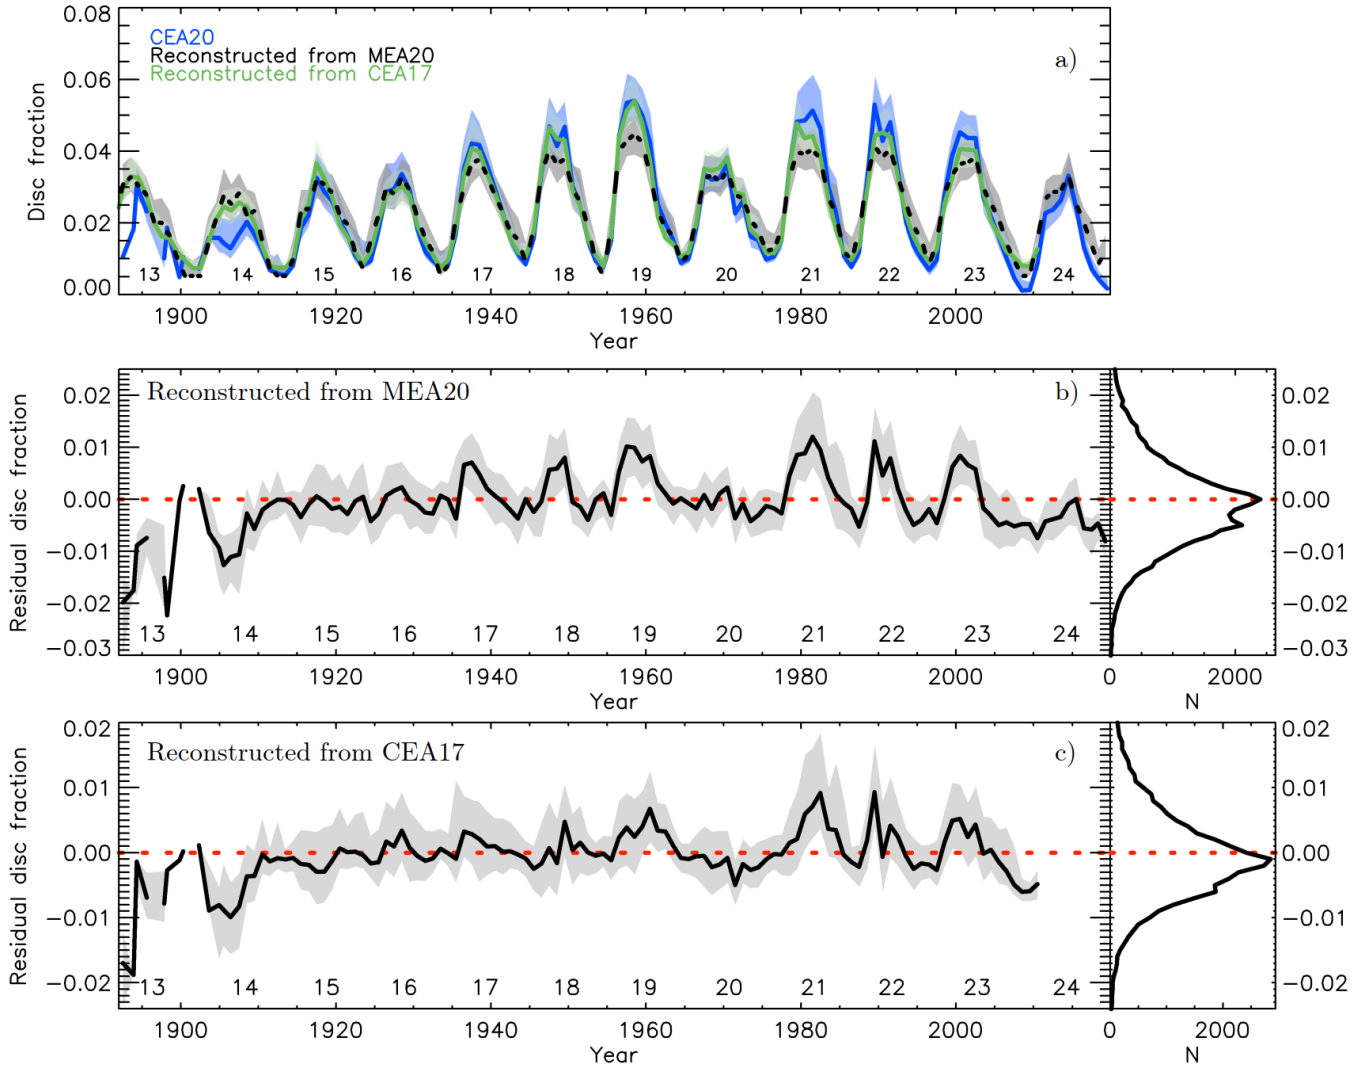 CEA20
Reconstructed from MEA20
Reconstructed from CEA17
a)
Disc fraction
0.08
0.06
0.04
0.02
0.00
13 14 15 16 17 18 19 20 21 22 23 24
1900 1920 1940 1960 1980 2000
Year
Reconstructed from MEA20
b)
Residual disc fraction
0.02
0.01
0.00
−0.01
−0.02
−0.03
13 14 15 16 17 18 19 20 21 22 23 24
1900 1920 1940 1960 1980 2000
Year
0.02
0.01
0.00
−0.01
−0.02
−0.03
0 2000
N
Reconstructed from CEA17
c)
Residual disc fraction
0.02
0.01
0.00
−0.01
−0.02
13 14 15 16 17 18 19 20 21 22 23 24
1900 1920 1940 1960 1980 2000
Year
0.02
0.01
0.00
−0.01
−0.02
0 2000
N